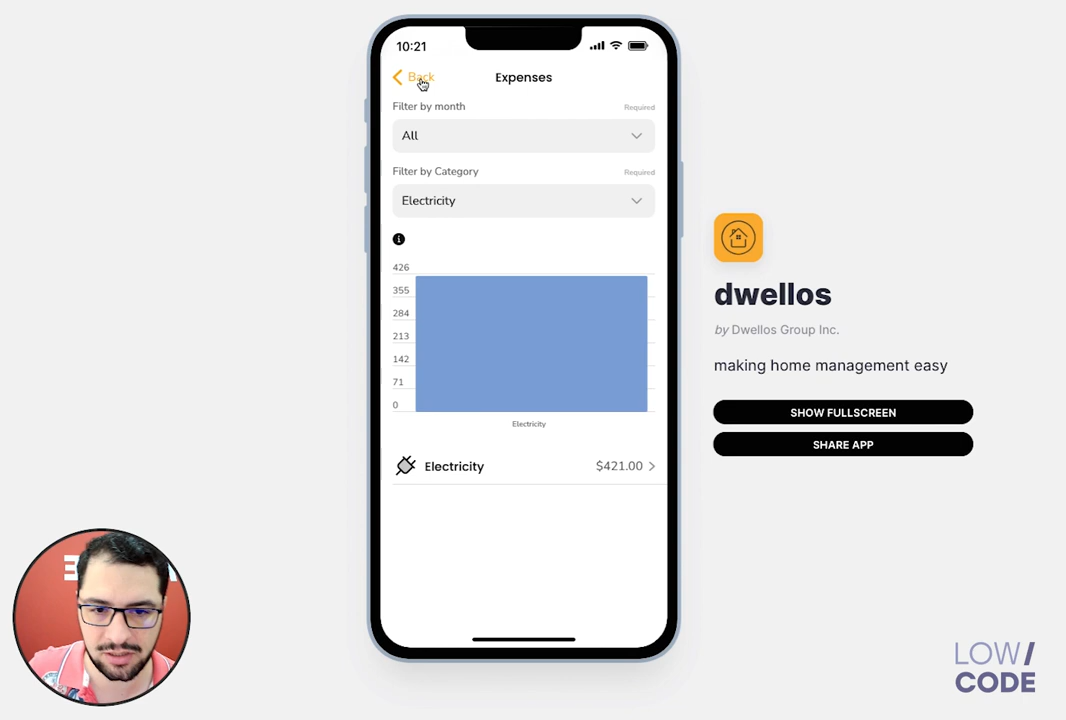 10:21
Back
Expenses
Filter by month
Required
All
Filter by Category
Required
Electricity
426
355
284
213
142
71
0
Electricity
Electricity
$421.00
dwellos
by Dwellos Group Inc.
making home management easy
SHOW FULLSCREEN
SHARE APP
LOW/
CODE